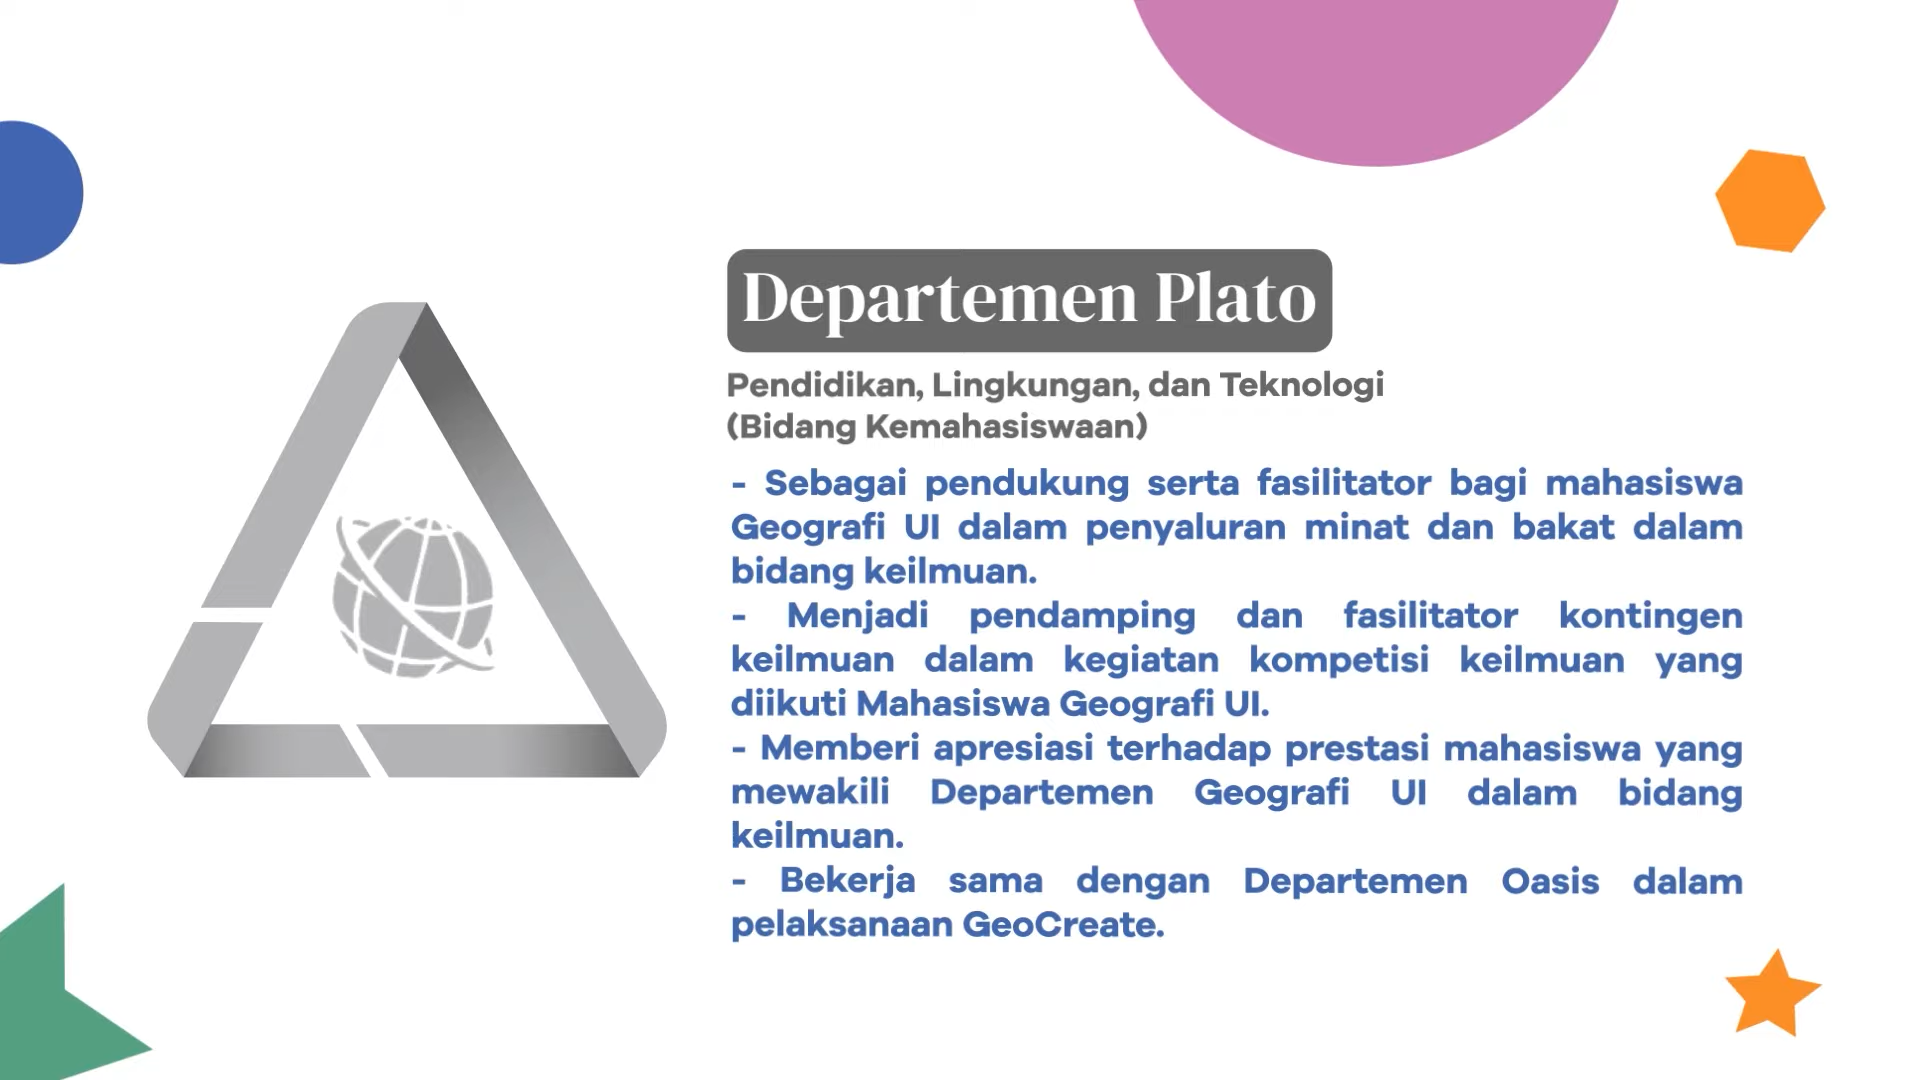 Departemen Plato
Pendidikan, Lingkungan, dan Teknologi
(Bidang Kemahasiswaan)
- Sebagai pendukung serta fasilitator bagi mahasiswa
Geografi UI dalam penyaluran minat dan bakat dalam
bidang keilmuan.
- Menjadi pendamping dan fasilitator kontingen
keilmuan dalam kegiatan kompetisi keilmuan yang
diikuti Mahasiswa Geografi UI.
- Memberi apresiasi terhadap prestasi mahasiswa yang
mewakili Departemen Geografi UI dalam bidang
keilmuan.
- Bekerja sama dengan Departemen Oasis dalam
pelaksanaan GeoCreate.